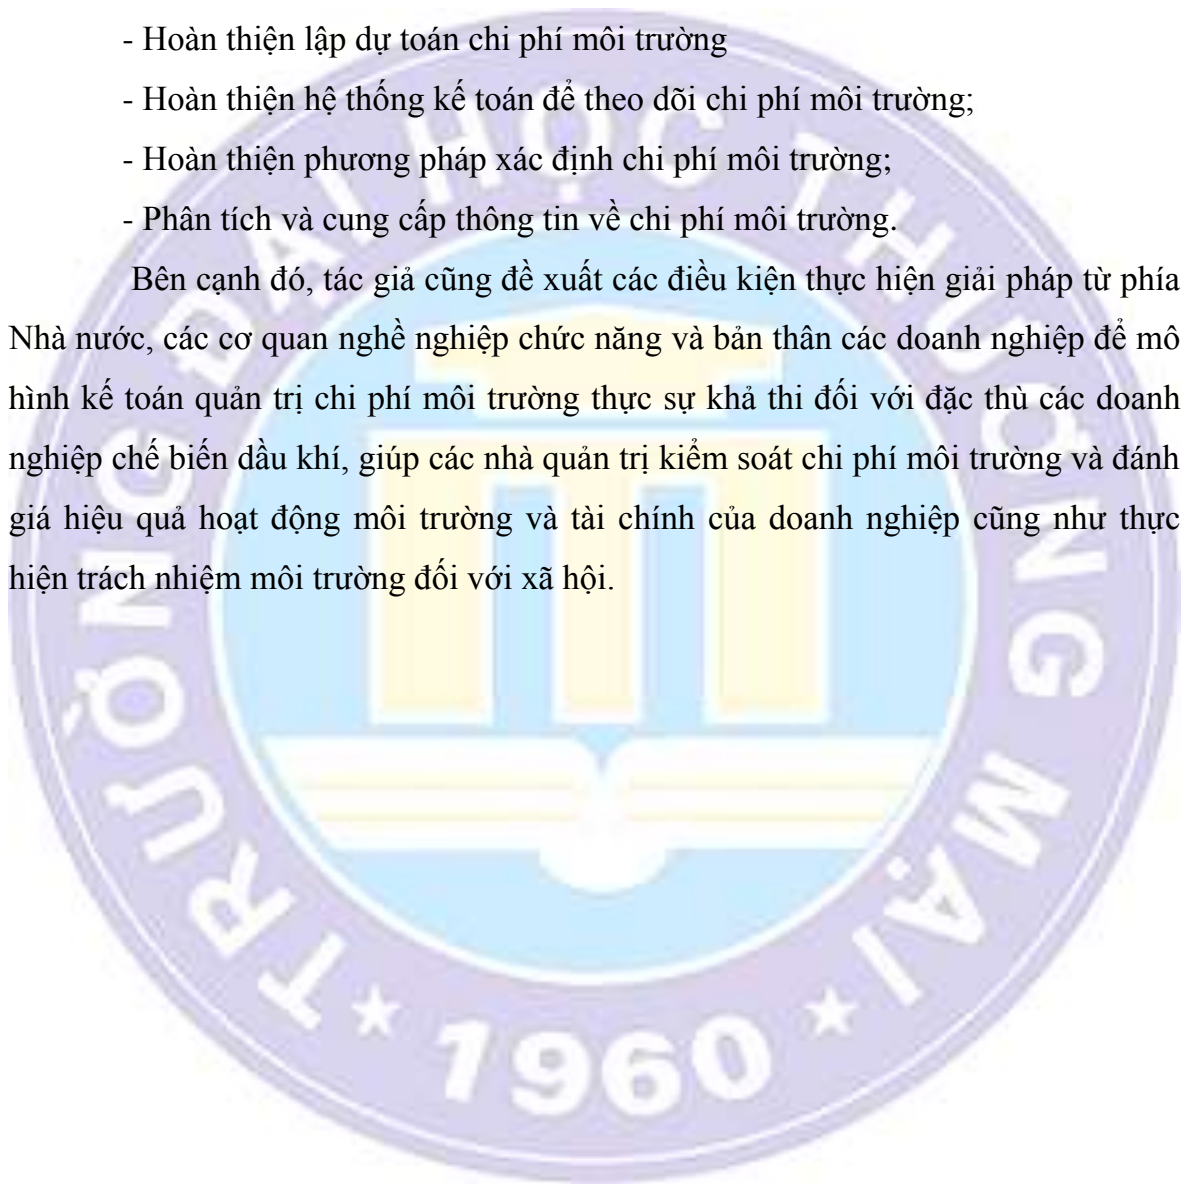 - Hoàn thiện lập dự toán chi phí môi trường
- Hoàn thiện hệ thống kế toán để theo dõi chi phí môi trường;
- Hoàn thiện phương pháp xác định chi phí môi trường;
- Phân tích và cung cấp thông tin về chi phí môi trường.
Bên cạnh đó, tác giả cũng đề xuất các điều kiện thực hiện giải pháp từ phía
Nhà nước, các cơ quan nghề nghiệp chức năng và bản thân các doanh nghiệp để mô
hình kế toán quản trị chi phí môi trường thực sự khả thi đối với đặc thù các doanh
nghiệp chế biến dầu khí, giúp các nhà quản trị kiểm soát chi phí môi trường và đánh
giá hiệu quả hoạt động môi trường và tài chính của doanh nghiệp cũng như thực
hiện trách nhiệm môi trường đối với xã hội.
TRƯỜNG ĐẠI HỌC THƯƠNG MẠI
1960